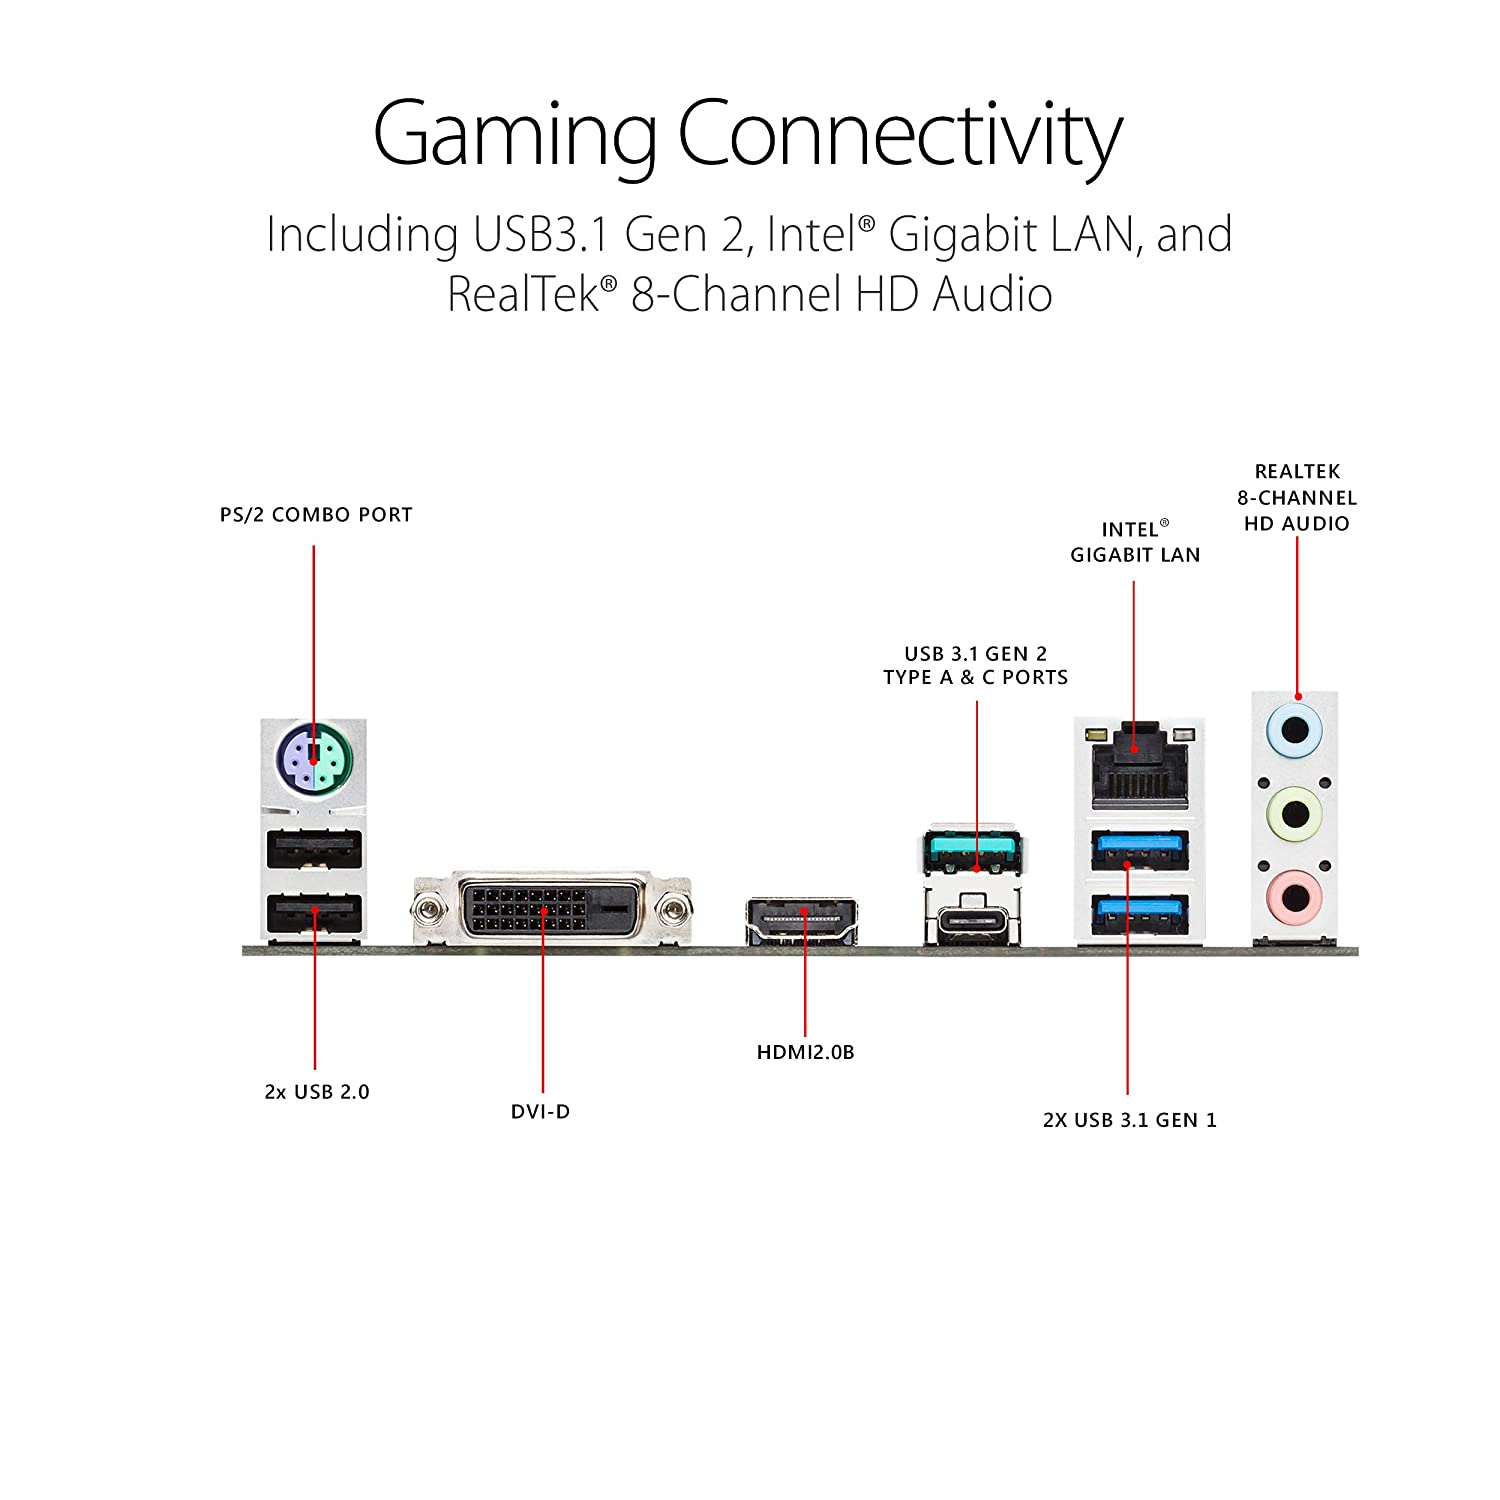 Gaming Connectivity
Including USB3.1 Gen 2, Intel® Gigabit LAN, and
RealTek® 8-Channel HD Audio
REALTEK
8-CHANNEL
HD AUDIO
PS/2 COMBO PORT
INTEL®
GIGABIT LAN
USB 3.1 GEN 2
TYPE A & C PORTS
HDMI2.0B
2x USB 2.0
DVI-D
2X USB 3.1 GEN 1